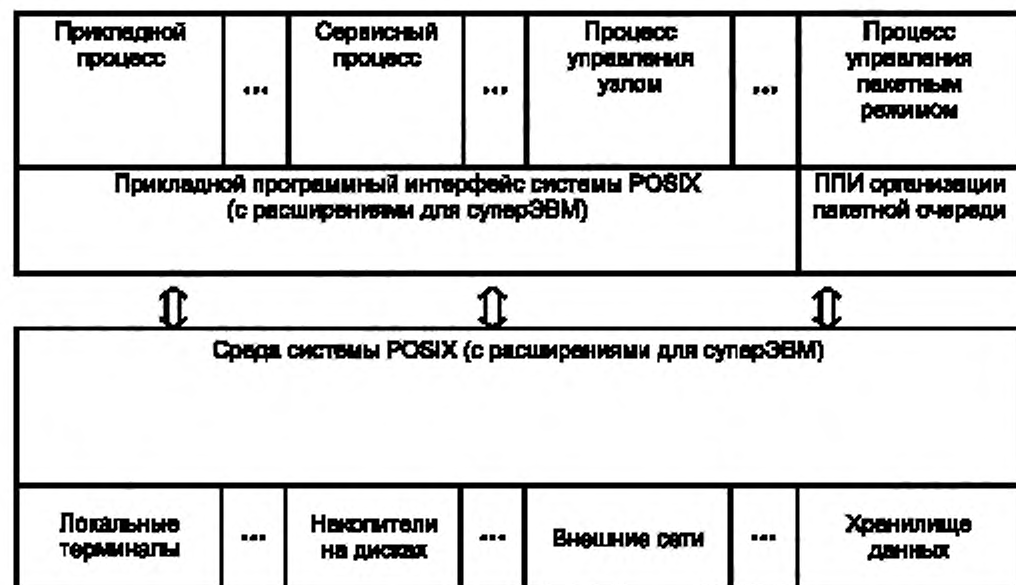 Прикладной
процесс
...
Сервисный
процесс
...
Процесс
управления
узлом
...
Процесс
управления
пакетным
режимом
Прикладной программный интерфейс системы POSIX
(с расширениями для суперЭВМ)
ППИ организации
пакетной очереди
Среда системы POSIX (с расширениями для суперЭВМ)
Локальные
терминалы
...
Накопители
на дисках
...
Внешние сети
...
Хранилище
данных